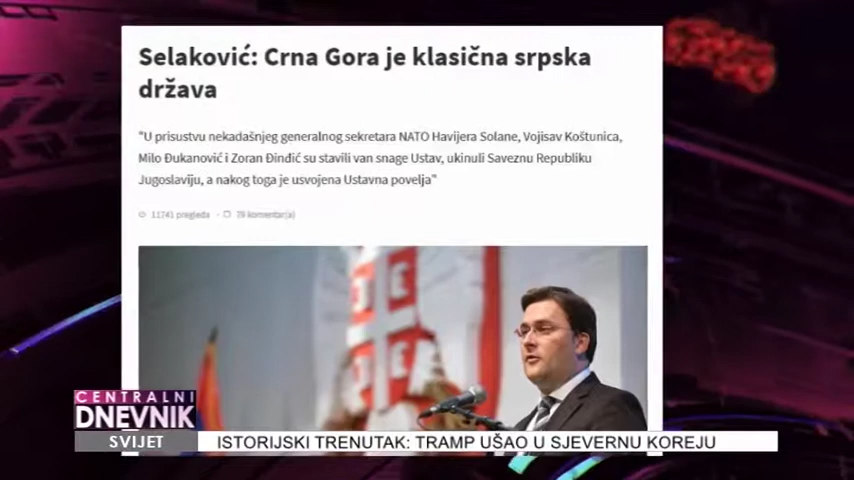 Selaković: Crna Gora je klasična srpska
država
"U prisustvu nekadašnjeg generalnog sekretara NATO Havijera Solane, Vojisav Koštunica,
Milo Đukanović i Zoran Đinđić su stavili van snage Ustav, ukinuli Saveznu Republiku
Jugoslaviju, a nakog toga je usvojena Ustavna povelja"
11741 pregleda · 79 komentar(a)
CENTRALNI
DNEVNIK
SVIJET
ISTORIJSKI TRENUTAK: TRAMP UŠAO U SJEVERNU KOREJU